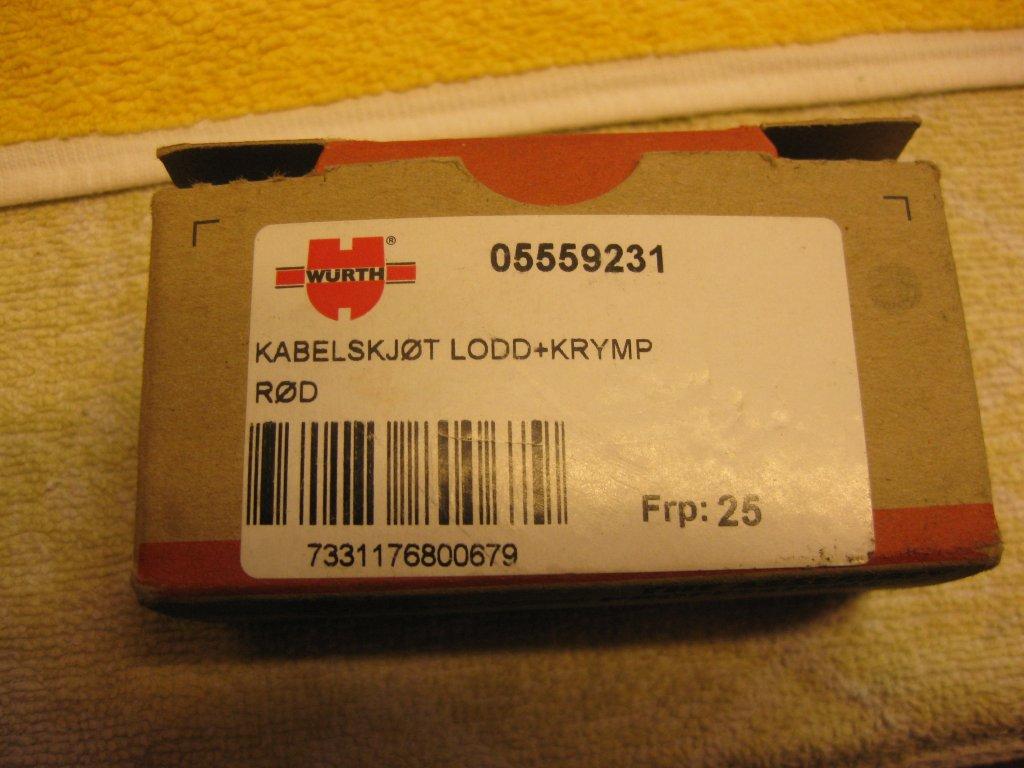 WURTH ®
05559231
KABELSKJØT LODD+KRYMP
RØD
7331176800679
Frp: 25